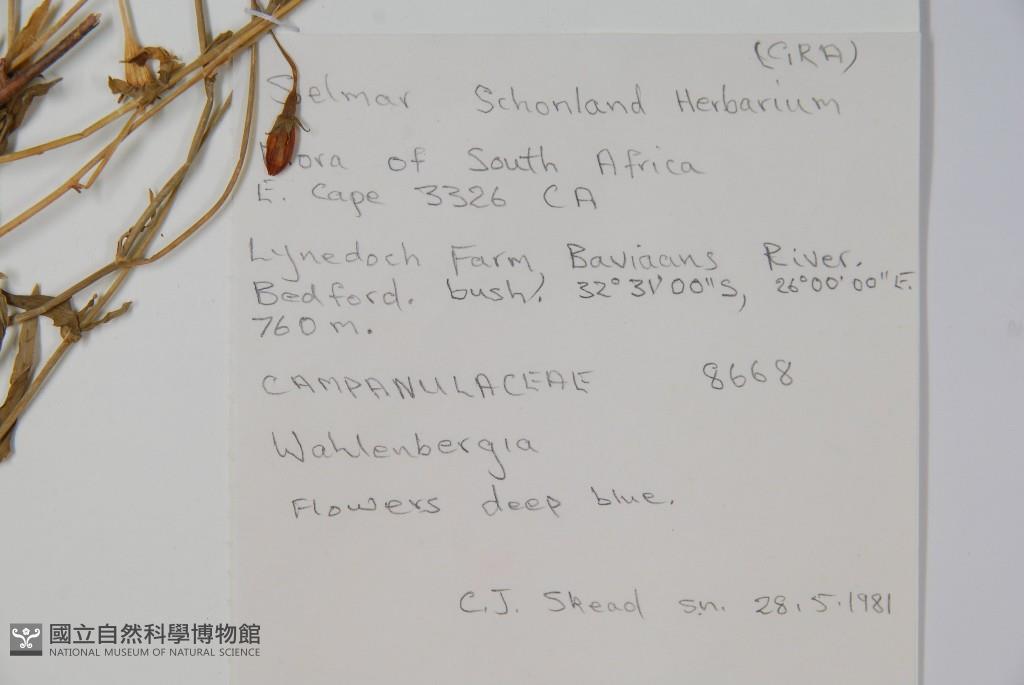 (GRA)
Selmar Schonland Herbarium
Flora of South Africa
E. Cape 3326 CA
Lynedoch Farm, Baviaans River.
Bedford. bush. 32°31'00"S, 26°00'00"E.
760 m.
CAMPANULACEAE 8668
Wahlenbergia
Flowers deep blue.
C.J. Skead s.n. 28.5.1981
國立自然科學博物館
NATIONAL MUSEUM OF NATURAL SCIENCE